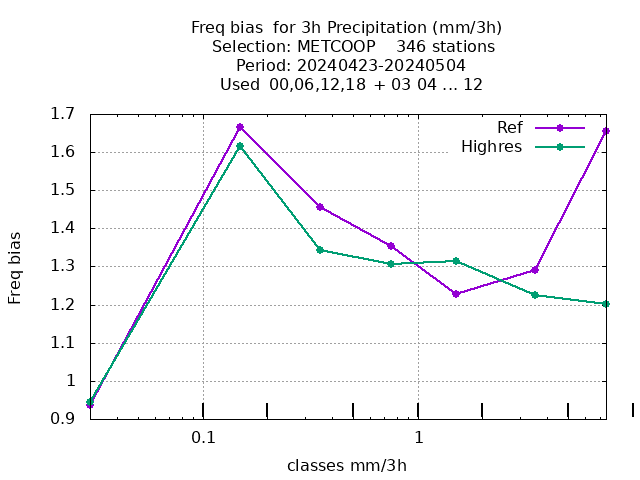 Freq bias  for 3h Precipitation (mm/3h)
Selection: METCOOP    346 stations
Period: 20240423-20240504
Used 00,06,12,18 + 03 04 ... 12
Ref
Highres
1.7
1.6
1.5
1.4
1.3
1.2
1.1
1
0.9
Freq bias
0.1
1
classes mm/3h